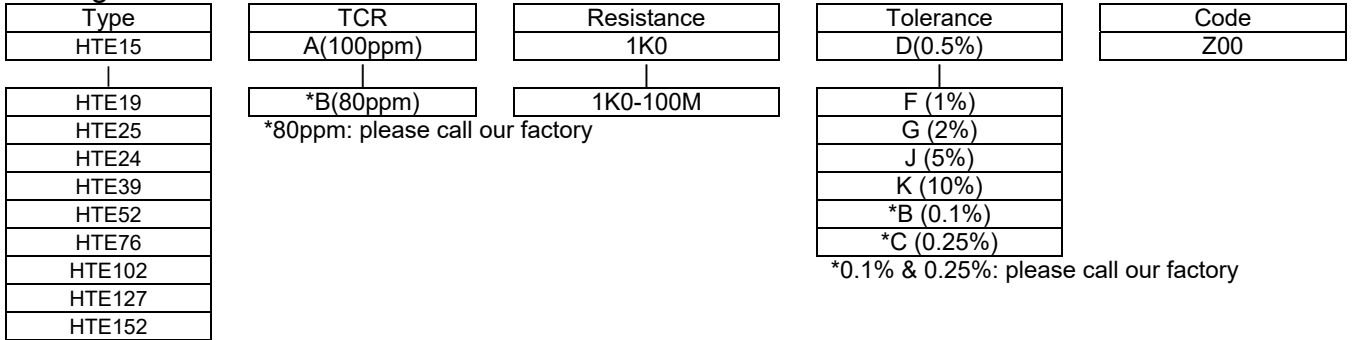 Type TCR Resistance Tolerance Code
HTE15 A(100ppm) 1K0 D(0.5%) Z00
HTE19 *B(80ppm) 1K0-100M F (1%)
HTE25 *80ppm: please call our factory G (2%)
HTE24 J (5%)
HTE39 K (10%)
HTE52 *B (0.1%)
HTE76 *C (0.25%)
HTE102 *0.1% & 0.25%: please call our factory
HTE127
HTE152